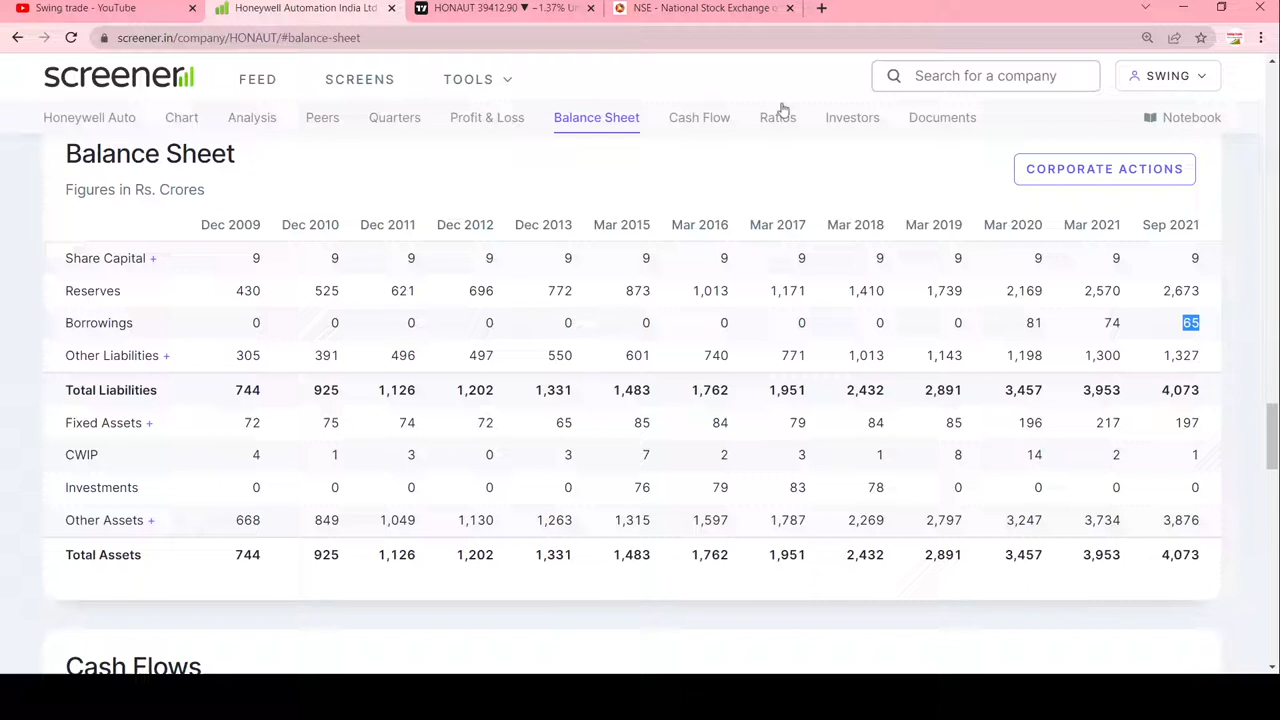 Swing trade - YouTube
Honeywell Automation India Ltd
HONAUT 39412.90 ▼ −1.37% Un
NSE - National Stock Exchange o
screener.in/company/HONAUT/#balance-sheet
screener FEED SCREENS TOOLS Search for a company SWING
Honeywell Auto Chart Analysis Peers Quarters Profit & Loss Balance Sheet Cash Flow Ratios Investors Documents Notebook
Balance Sheet
CORPORATE ACTIONS
Figures in Rs. Crores
Dec 2009 Dec 2010 Dec 2011 Dec 2012 Dec 2013 Mar 2015 Mar 2016 Mar 2017 Mar 2018 Mar 2019 Mar 2020 Mar 2021 Sep 2021
Share Capital + 9 9 9 9 9 9 9 9 9 9 9 9 9
Reserves 430 525 621 696 772 873 1,013 1,171 1,410 1,739 2,169 2,570 2,673
Borrowings 0 0 0 0 0 0 0 0 0 0 81 74 65
Other Liabilities + 305 391 496 497 550 601 740 771 1,013 1,143 1,198 1,300 1,327
Total Liabilities 744 925 1,126 1,202 1,331 1,483 1,762 1,951 2,432 2,891 3,457 3,953 4,073
Fixed Assets + 72 75 74 72 65 85 84 79 84 85 196 217 197
CWIP 4 1 3 0 3 7 2 3 1 8 14 2 1
Investments 0 0 0 0 0 76 79 83 78 0 0 0 0
Other Assets + 668 849 1,049 1,130 1,263 1,315 1,597 1,787 2,269 2,797 3,247 3,734 3,876
Total Assets 744 925 1,126 1,202 1,331 1,483 1,762 1,951 2,432 2,891 3,457 3,953 4,073
Cash Flows